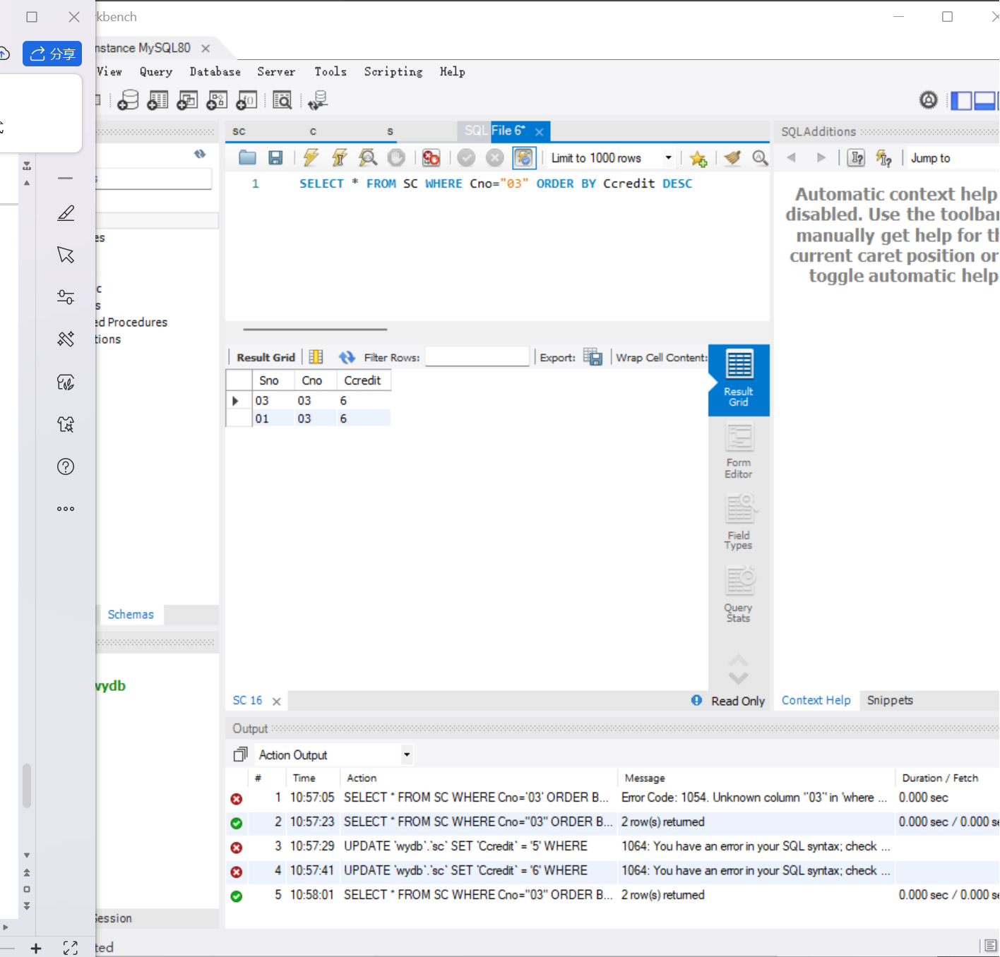 分享
kbench
nstance MySQL80
View Query Database Server Tools Scripting Help
sc c s SQL File 6*
SQLAdditions
Limit to 1000 rows
Jump to
1 SELECT * FROM SC WHERE Cno="03" ORDER BY Ccredit DESC
Automatic context help
disabled. Use the toolbar
manually get help for th
current caret position or
toggle automatic help
es
c
s
ed Procedures
tions
Result Grid Filter Rows: Export: Wrap Cell Content:
Sno Cno Ccredit
03 03 6
01 03 6
Result
Grid
Form
Editor
Field
Types
Query
Stats
Schemas
wydb
SC 16 Read Only
Context Help Snippets
Output
Action Output
# Time Action Message Duration / Fetch
1 10:57:05 SELECT * FROM SC WHERE Cno='03' ORDER B... Error Code: 1054. Unknown column '‘03’' in 'where ... 0.000 sec
2 10:57:23 SELECT * FROM SC WHERE Cno="03" ORDER B... 2 row(s) returned 0.000 sec / 0.000 se
3 10:57:29 UPDATE `wydb`.`sc` SET `Ccredit` = '5' WHERE 1064: You have an error in your SQL syntax; check ...
4 10:57:41 UPDATE `wydb`.`sc` SET `Ccredit` = '6' WHERE 1064: You have an error in your SQL syntax; check ...
5 10:58:01 SELECT * FROM SC WHERE Cno="03" ORDER B... 2 row(s) returned 0.000 sec / 0.000 se
Session
ted